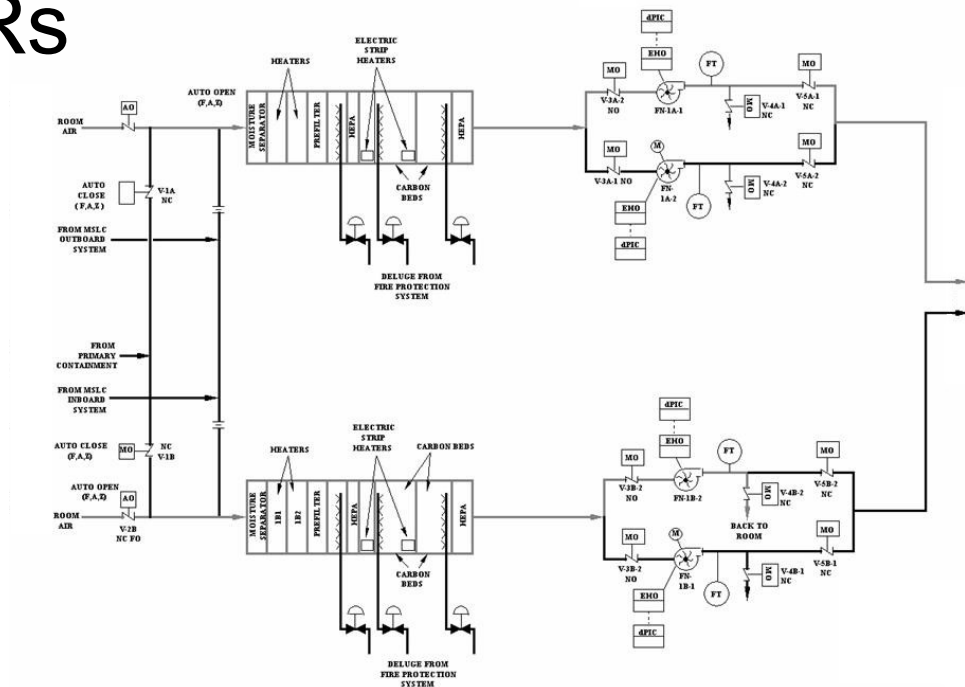 Rs
dPIC
EHO
MO
FT
MO
V-3A-2
NO
FN-1A-1
MO
V-4A-1
NC
V-5A-1
NC
ELECTRIC
STRIP
HEATERS
HEATERS
AUTO OPEN
(F,A,Z)
AO
ROOM
AIR
MOISTURE
SEPARATOR
PREFILTER
HEPA
HEPA
CARBON
BEDS
MO
M
MO
V-3A-1 NO
FN-
1A-2
FT
MO
V-4A-2
NC
V-5A-2
NC
EHO
dPIC
AUTO
CLOSE
(F,A,Z)
V-1A
NC
FROM MSLC
OUTBOARD
SYSTEM
DELUGE FROM
FIRE PROTECTION
SYSTEM
FROM
PRIMARY
CONTAINMENT
FROM MSLC
INBOARD
SYSTEM
AUTO CLOSE
(F,A,Z)
MO
NC
V-1B
AUTO OPEN
(F,A,Z)
AO
ROOM
AIR
V-2B
NC FO
HEATERS
ELECTRIC
STRIP
HEATERS
CARBON BEDS
MOISTURE
SEPARATOR
1B1
1B2
PREFILTER
HEPA
HEPA
CARBON
BEDS
DELUGE FROM
FIRE PROTECTION
SYSTEM
dPIC
EHO
MO
FT
MO
V-3B-2
NO
FN-1B-2
MO
V-4B-2
NC
V-5B-2
NC
BACK TO
ROOM
MO
M
MO
V-3B-2
NO
FN-
1B-1
FT
MO
V-4B-1
NC
V-5B-1
NC
EHO
dPIC